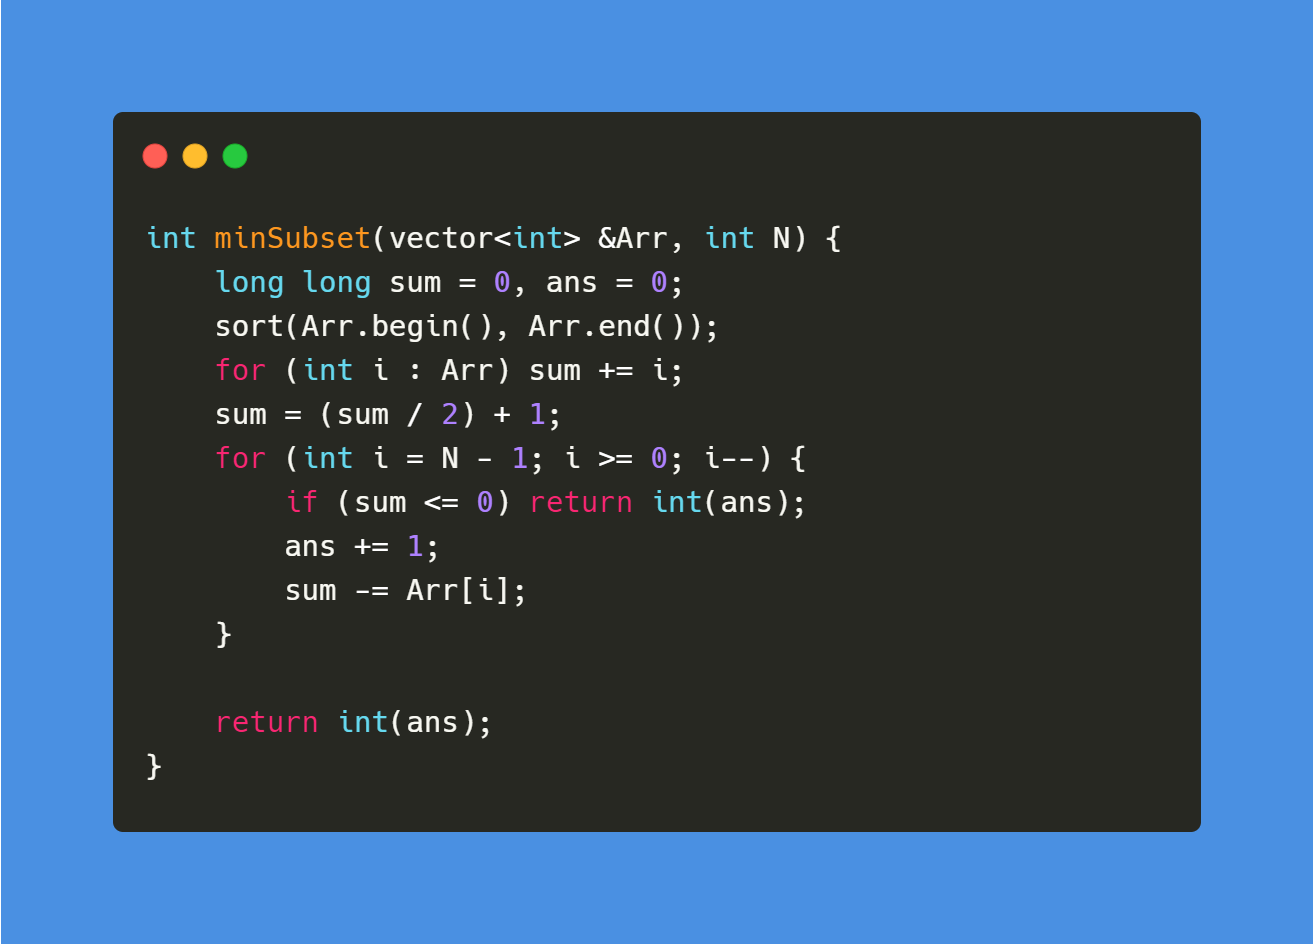 int minSubset(vector<int> &Arr, int N) {
    long long sum = 0, ans = 0;
    sort(Arr.begin(), Arr.end());
    for (int i : Arr) sum += i;
    sum = (sum / 2) + 1;
    for (int i = N - 1; i >= 0; i--) {
        if (sum <= 0) return int(ans);
        ans += 1;
        sum -= Arr[i];
    }

    return int(ans);
}